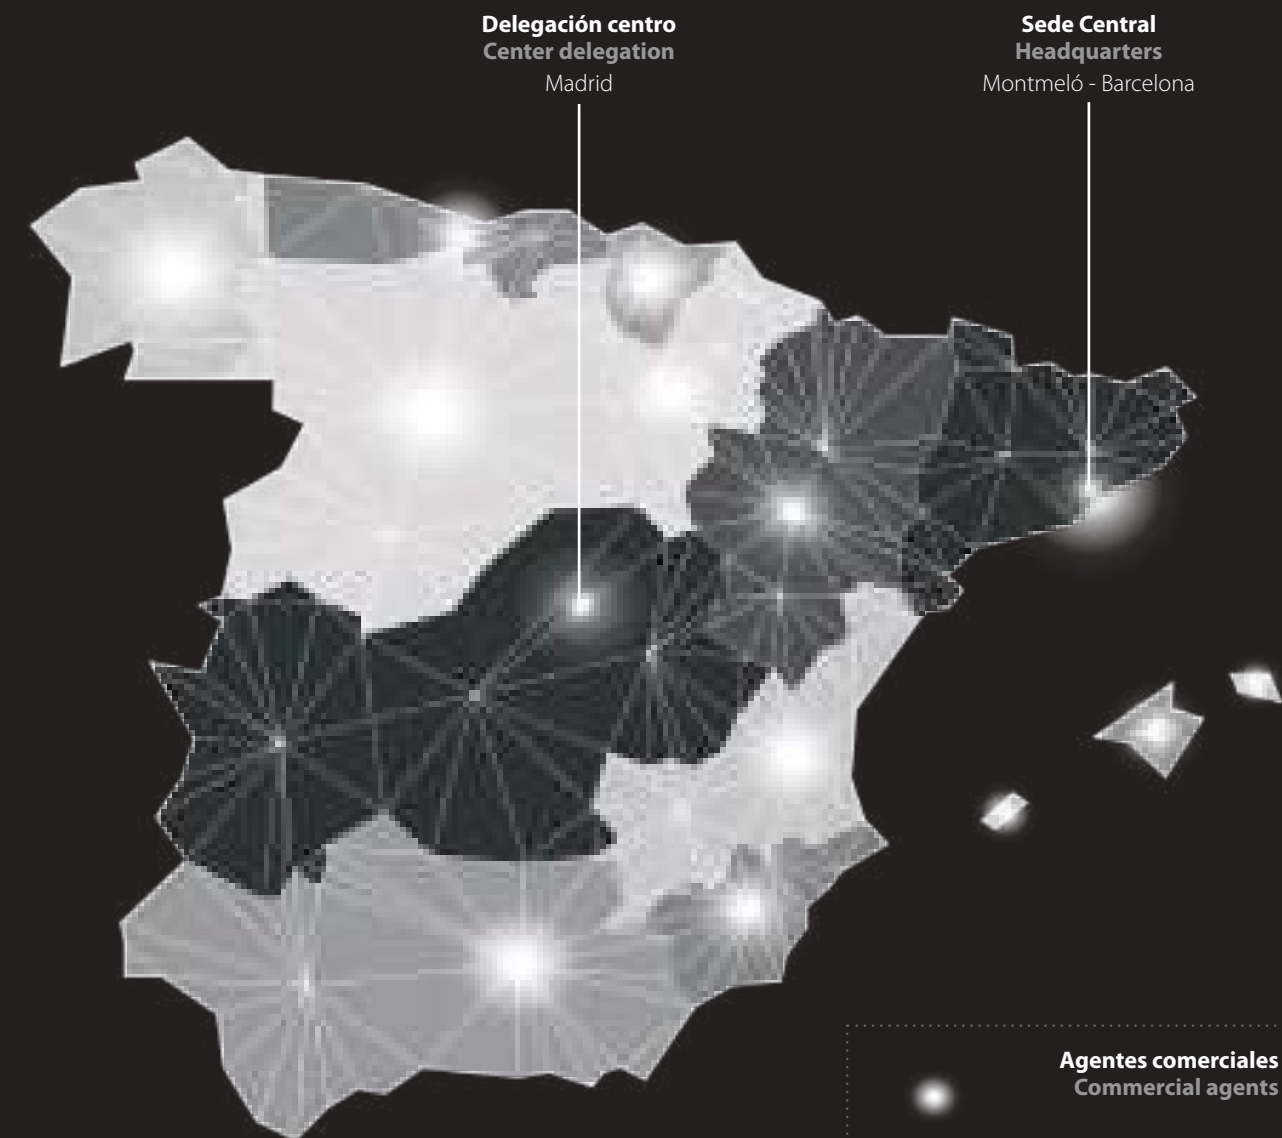 Delegación centro
Center delegation
Madrid
Sede Central
Headquarters
Montmeló - Barcelona
Agentes comerciales
Commercial agents